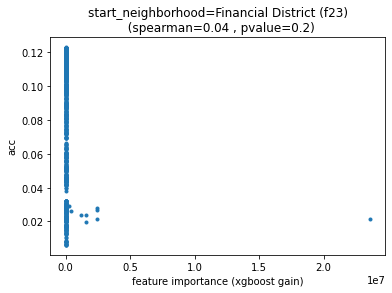 start_neighborhood=Financial District (f23)
(spearman=0.04 , pvalue=0.2)
0.12
0.10
0.08
0.06
0.04
0.02
acc
0.0
0.5
1.0
1.5
2.0
1e7
feature importance (xgboost gain)